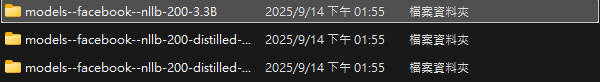 models--facebook--nllb-200-3.3B 2025/9/14 下午 01:55 檔案資料夾
models--facebook--nllb-200-distilled-... 2025/9/14 下午 01:55 檔案資料夾
models--facebook--nllb-200-distilled-... 2025/9/14 下午 01:55 檔案資料夾